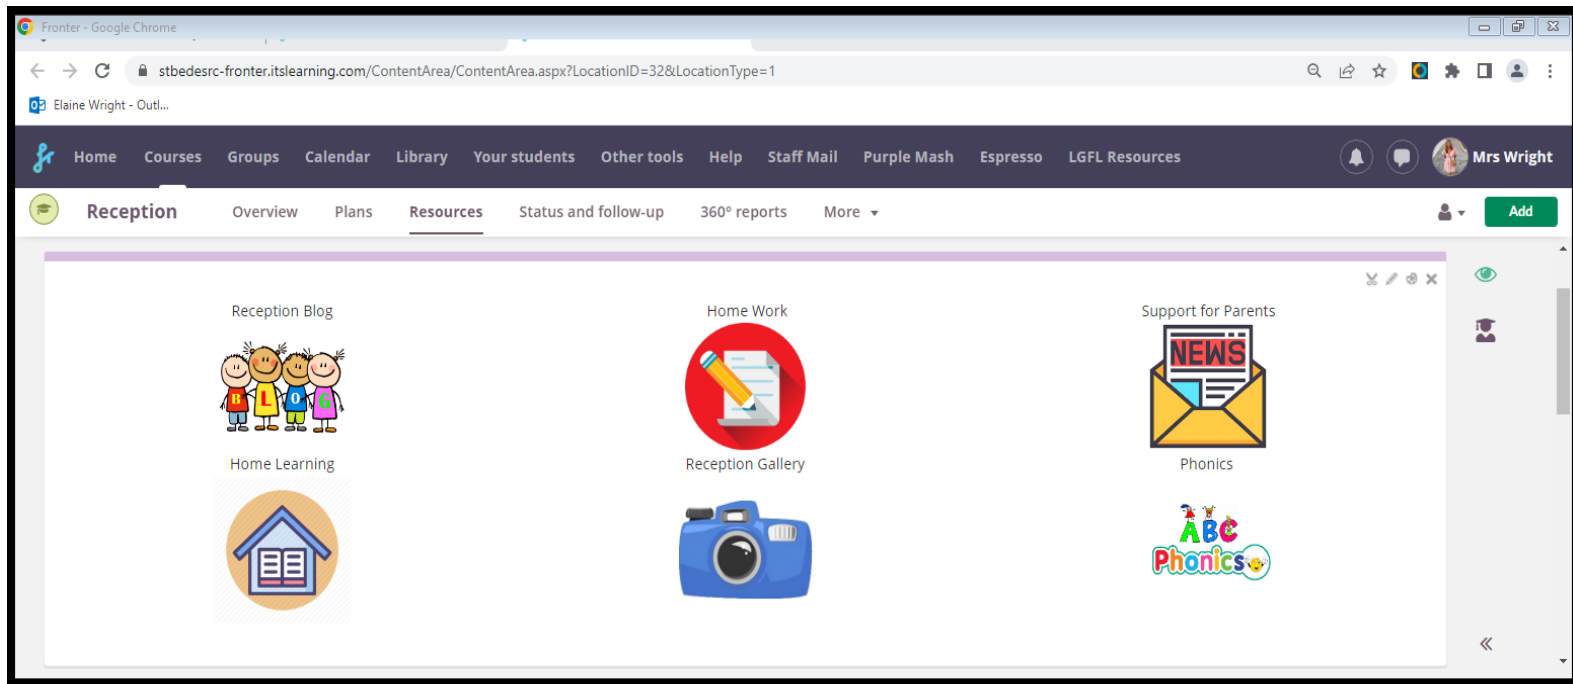 Fronter - Google Chrome
stbedesrc-fronter.itslearning.com/ContentArea/ContentArea.aspx?LocationID=32&LocationType=1
Elaine Wright - Outl...
Home Courses Groups Calendar Library Your students Other tools Help Staff Mail Purple Mash Espresso LGFL Resources Mrs Wright
Reception Overview Plans Resources Status and follow-up 360° reports More Add
Reception Blog Home Work Support for Parents
NEWS
B L O G
Home Learning Reception Gallery Phonics
ABC
Phonics